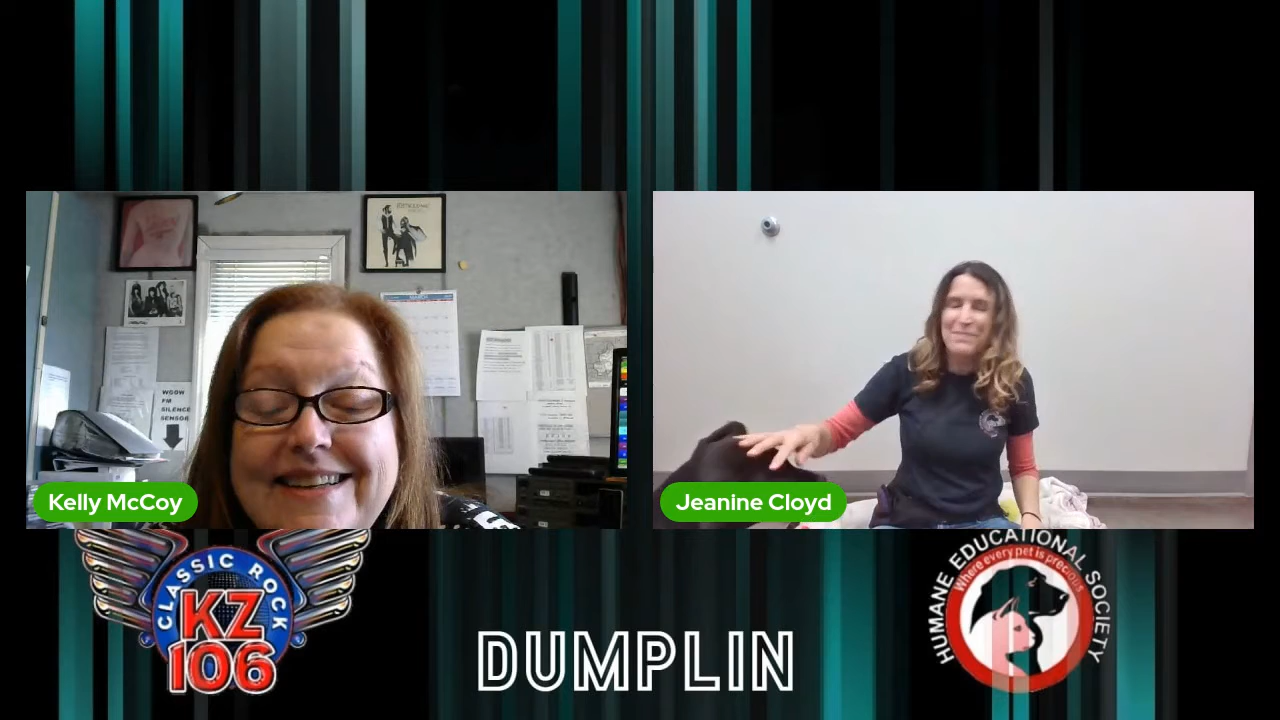 WGOW
FM
SILENCE
SENSOR
Kelly McCoy
Jeanine Cloyd
CLASSIC ROCK
KZ
106
DUMPLIN
HUMANE EDUCATIONAL SOCIETY
Where every pet is precious